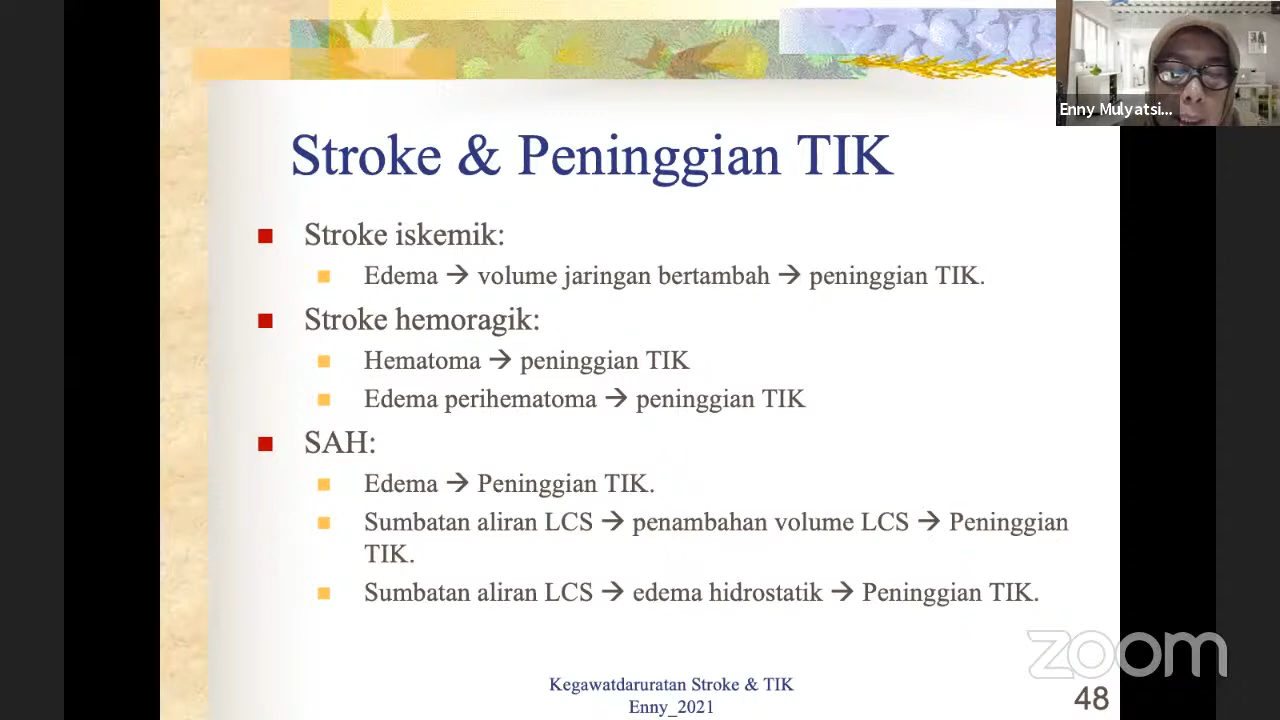 Enny Mulyatsi...
Stroke & Peninggian TIK
Stroke iskemik:
Edema → volume jaringan bertambah → peninggian TIK.
Stroke hemoragik:
Hematoma → peninggian TIK
Edema perihematoma → peninggian TIK
SAH:
Edema → Peninggian TIK.
Sumbatan aliran LCS → penambahan volume LCS → Peninggian
TIK.
Sumbatan aliran LCS → edema hidrostatik → Peninggian TIK.
zoom
Kegawatdaruratan Stroke & TIK
Enny_2021
48